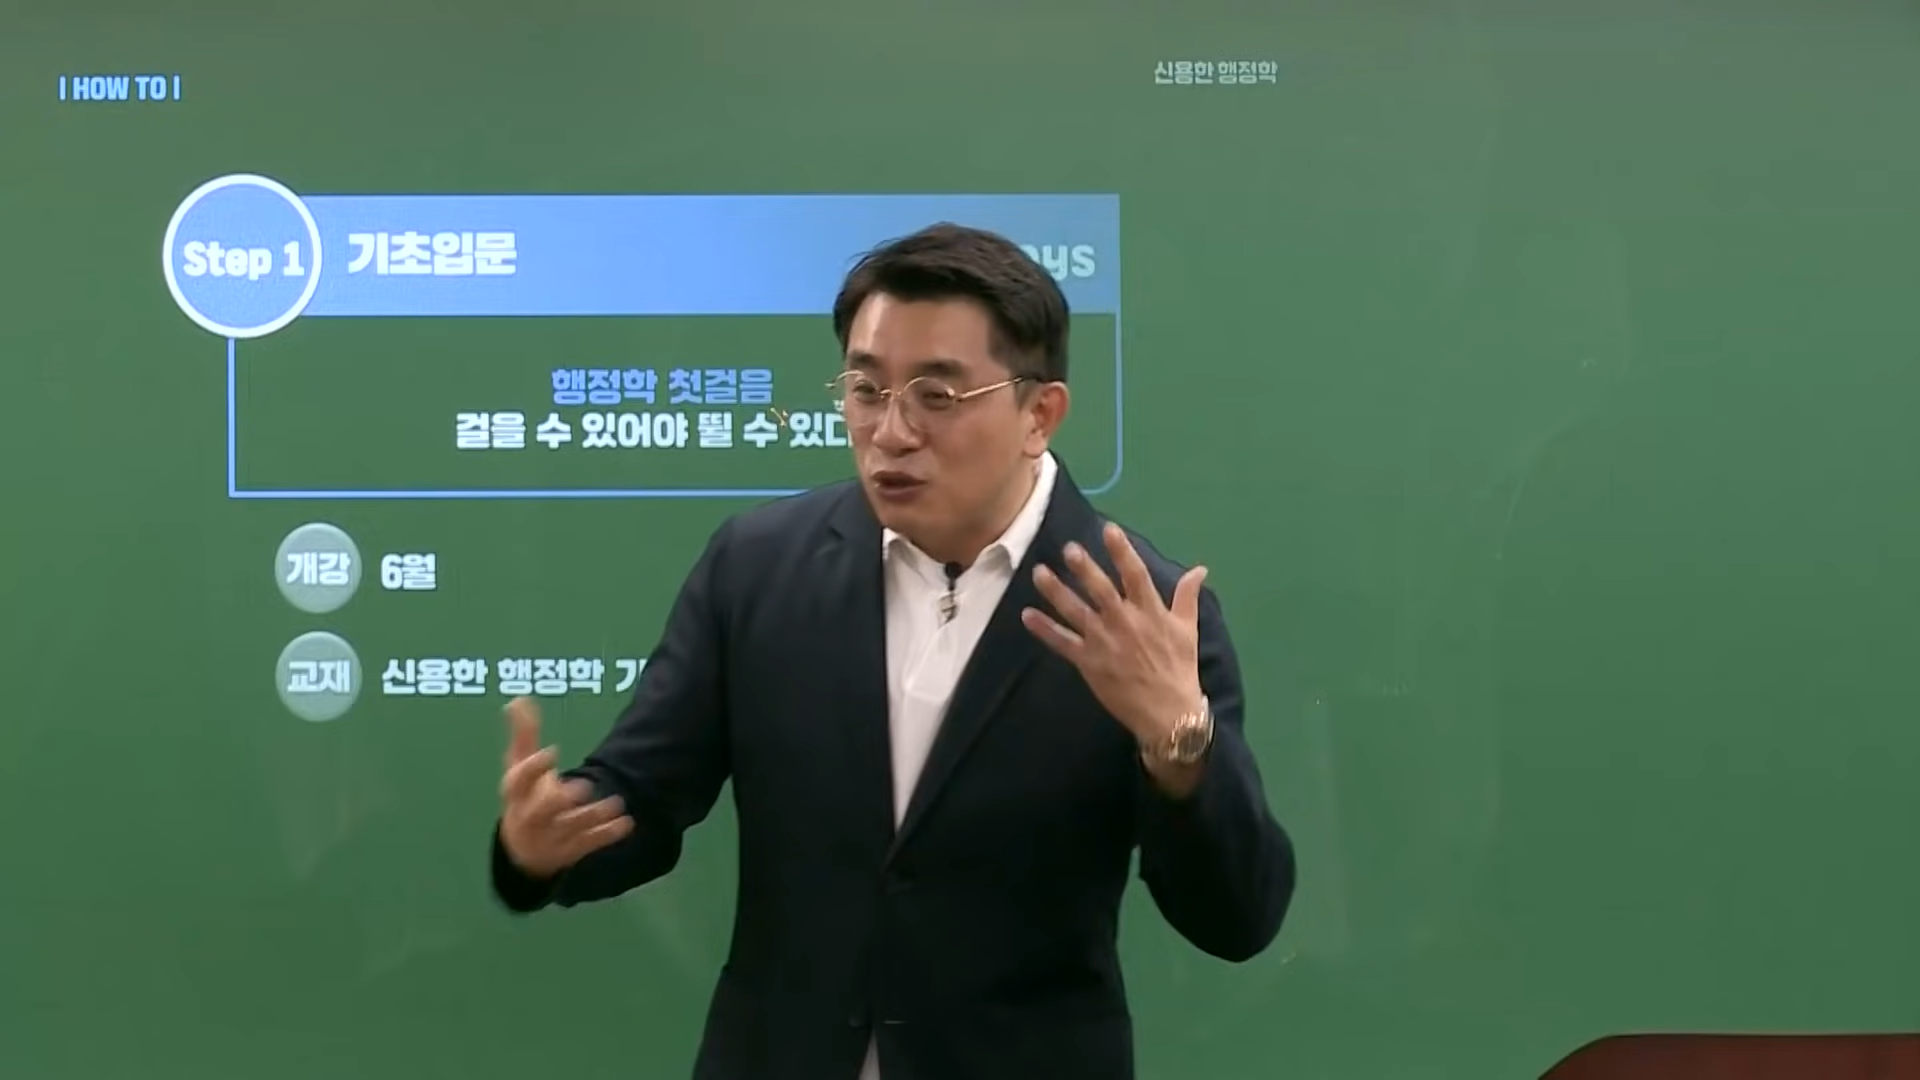 | HOW TO |
신용한 행정학
Step 1
기초입문
행정학 첫걸음
걸을 수 있어야 뛸 수
개강
6월
교재
신용한 행정학